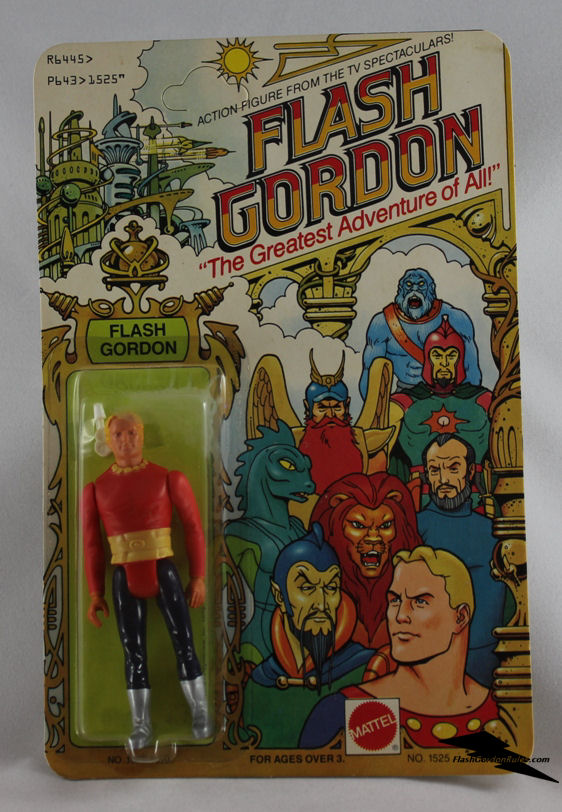 R6445>
P643>1525"
ACTION FIGURE FROM THE TV SPECTACULARS!
FLASH
GORDON
"The Greatest Adventure of All!"
FLASH
GORDON
MATTEL
®
FOR AGES OVER 3.
NO. 1525
FlashGordonRules.com